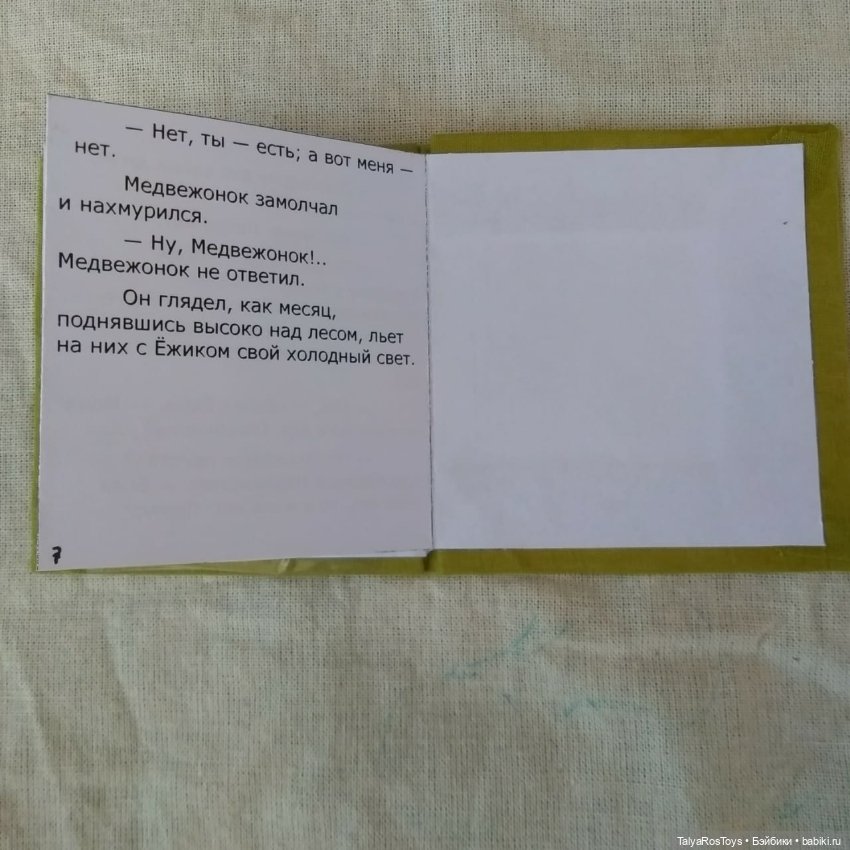 — Нет, ты — есть; а вот меня —
нет.
Медвежонок замолчал
и нахмурился.
— Ну, Медвежонок!..
Медвежонок не ответил.
Он глядел, как месяц,
поднявшись высоко над лесом, льет
на них с Ёжиком свой холодный свет.
7
TalyaRosToys • Бэйбики • babiki.ru